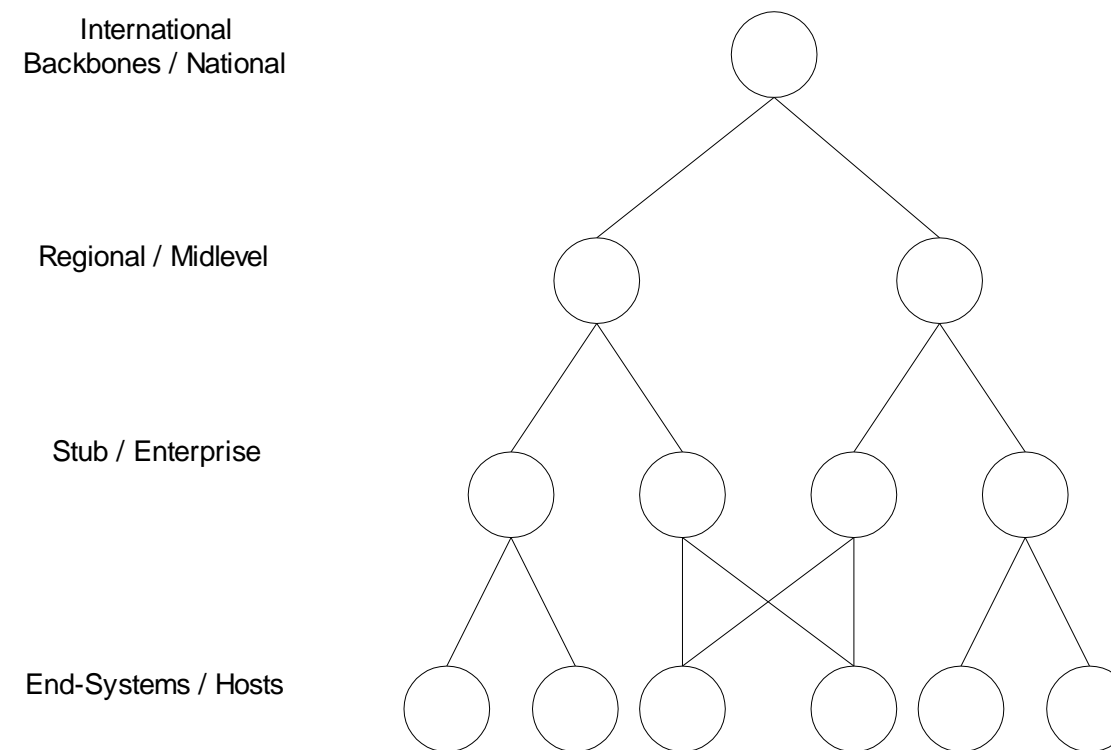 International
Backbones / National
Regional / Midlevel
Stub / Enterprise
End-Systems / Hosts